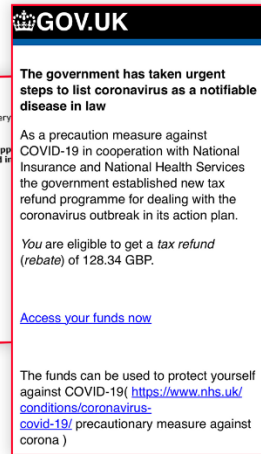 GOV.UK
The government has taken urgent
steps to list coronavirus as a notifiable
disease in law
As a precaution measure against
COVID-19 in cooperation with National
Insurance and National Health Services
the government established new tax
refund programme for dealing with the
coronavirus outbreak in its action plan.
You are eligible to get a tax refund
(rebate) of 128.34 GBP.
Access your funds now
The funds can be used to protect yourself
against COVID-19( https://www.nhs.uk/
conditions/coronavirus-
covid-19/ precautionary measure against
corona )